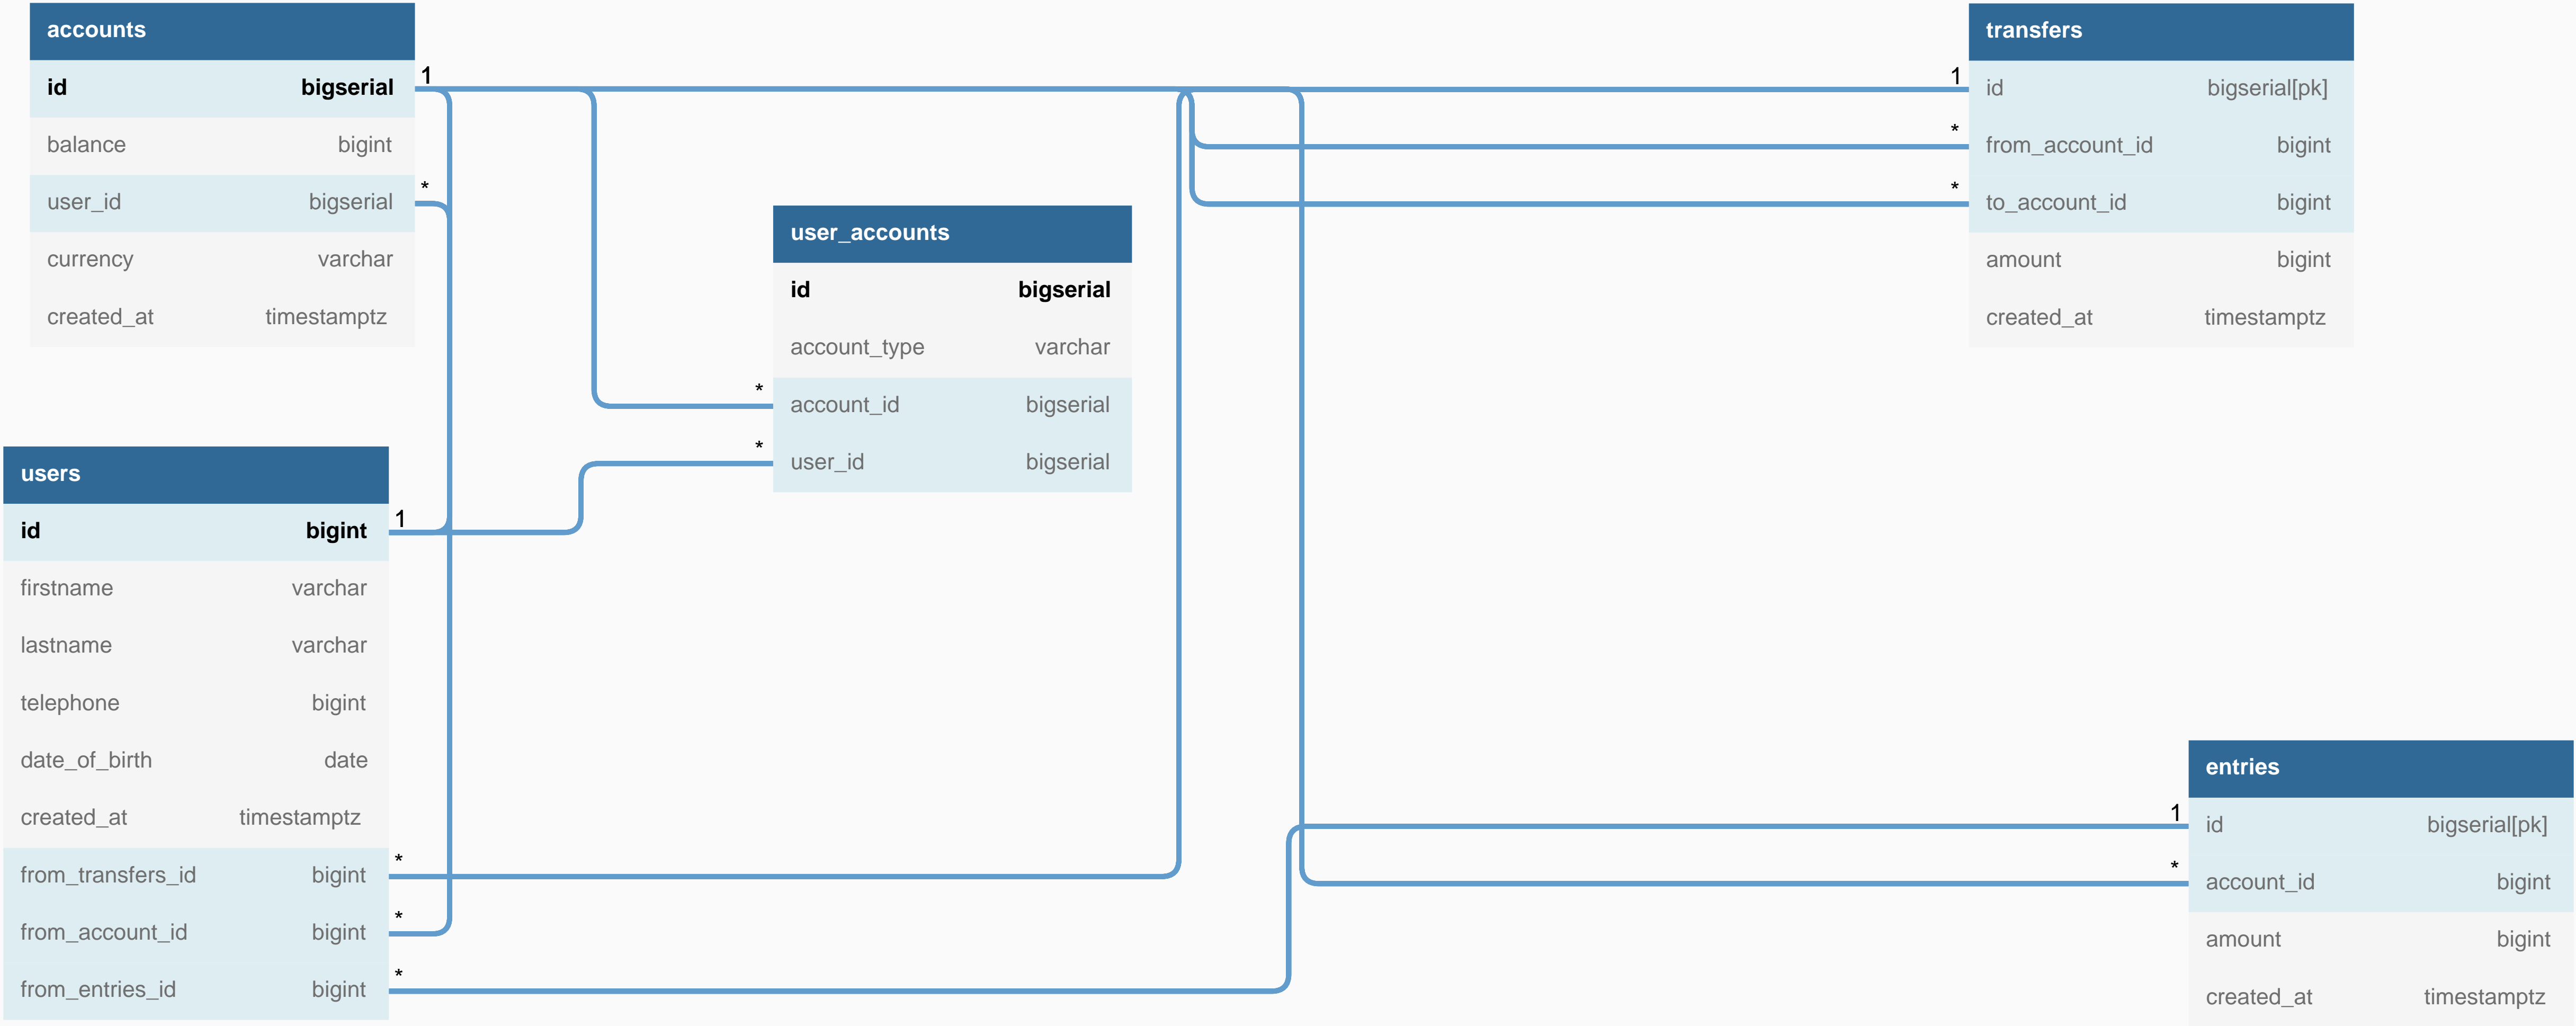 accounts
id bigserial
balance bigint
user_id bigserial
currency varchar
created_at timestamptz
1
*
transfers
id bigserial[pk]
from_account_id bigint
to_account_id bigint
amount bigint
created_at timestamptz
1
*
*
user_accounts
id bigserial
account_type varchar
account_id bigserial
user_id bigserial
*
*
users
id bigint
firstname varchar
lastname varchar
telephone bigint
date_of_birth date
created_at timestamptz
from_transfers_id bigint
from_account_id bigint
from_entries_id bigint
1
*
*
*
entries
id bigserial[pk]
account_id bigint
amount bigint
created_at timestamptz
1
*